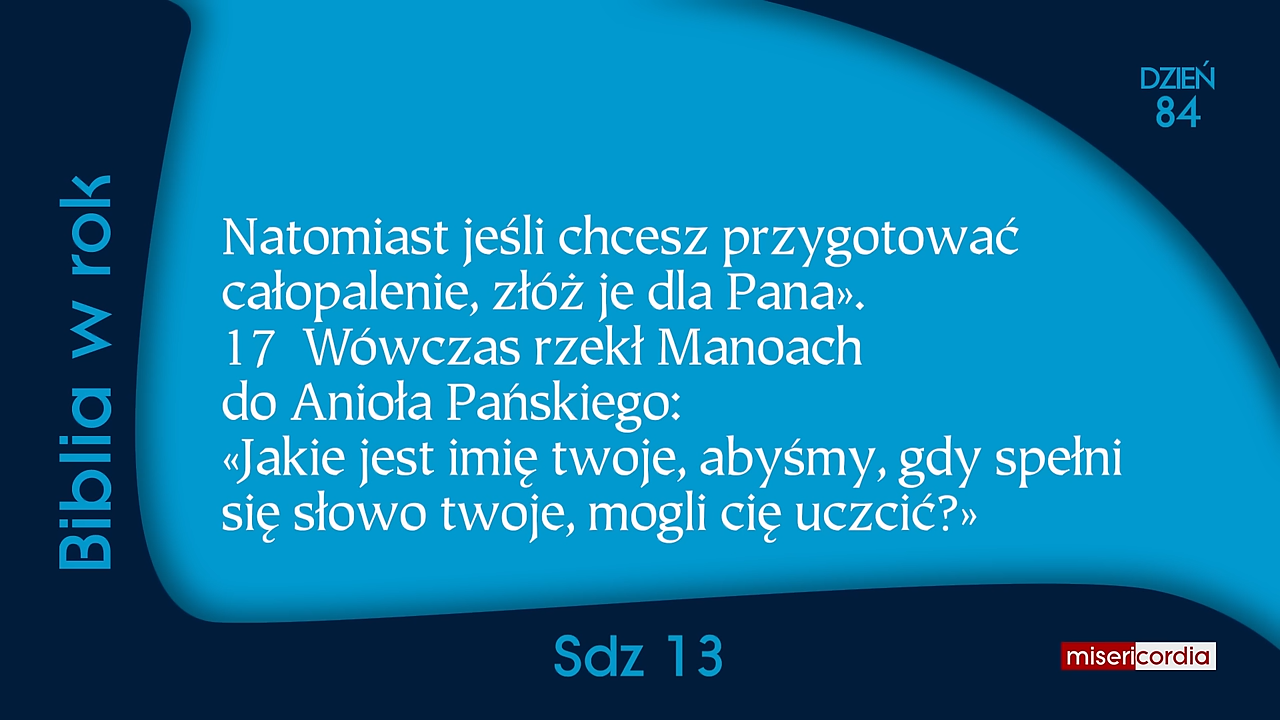 DZIEŃ
84
Biblia w rok
Natomiast jeśli chcesz przygotować
całopalenie, złóż je dla Pana».
17 Wówczas rzekł Manoach
do Anioła Pańskiego:
«Jakie jest imię twoje, abyśmy, gdy spełni
się słowo twoje, mogli cię uczcić?»
Sdz 13
misericordia